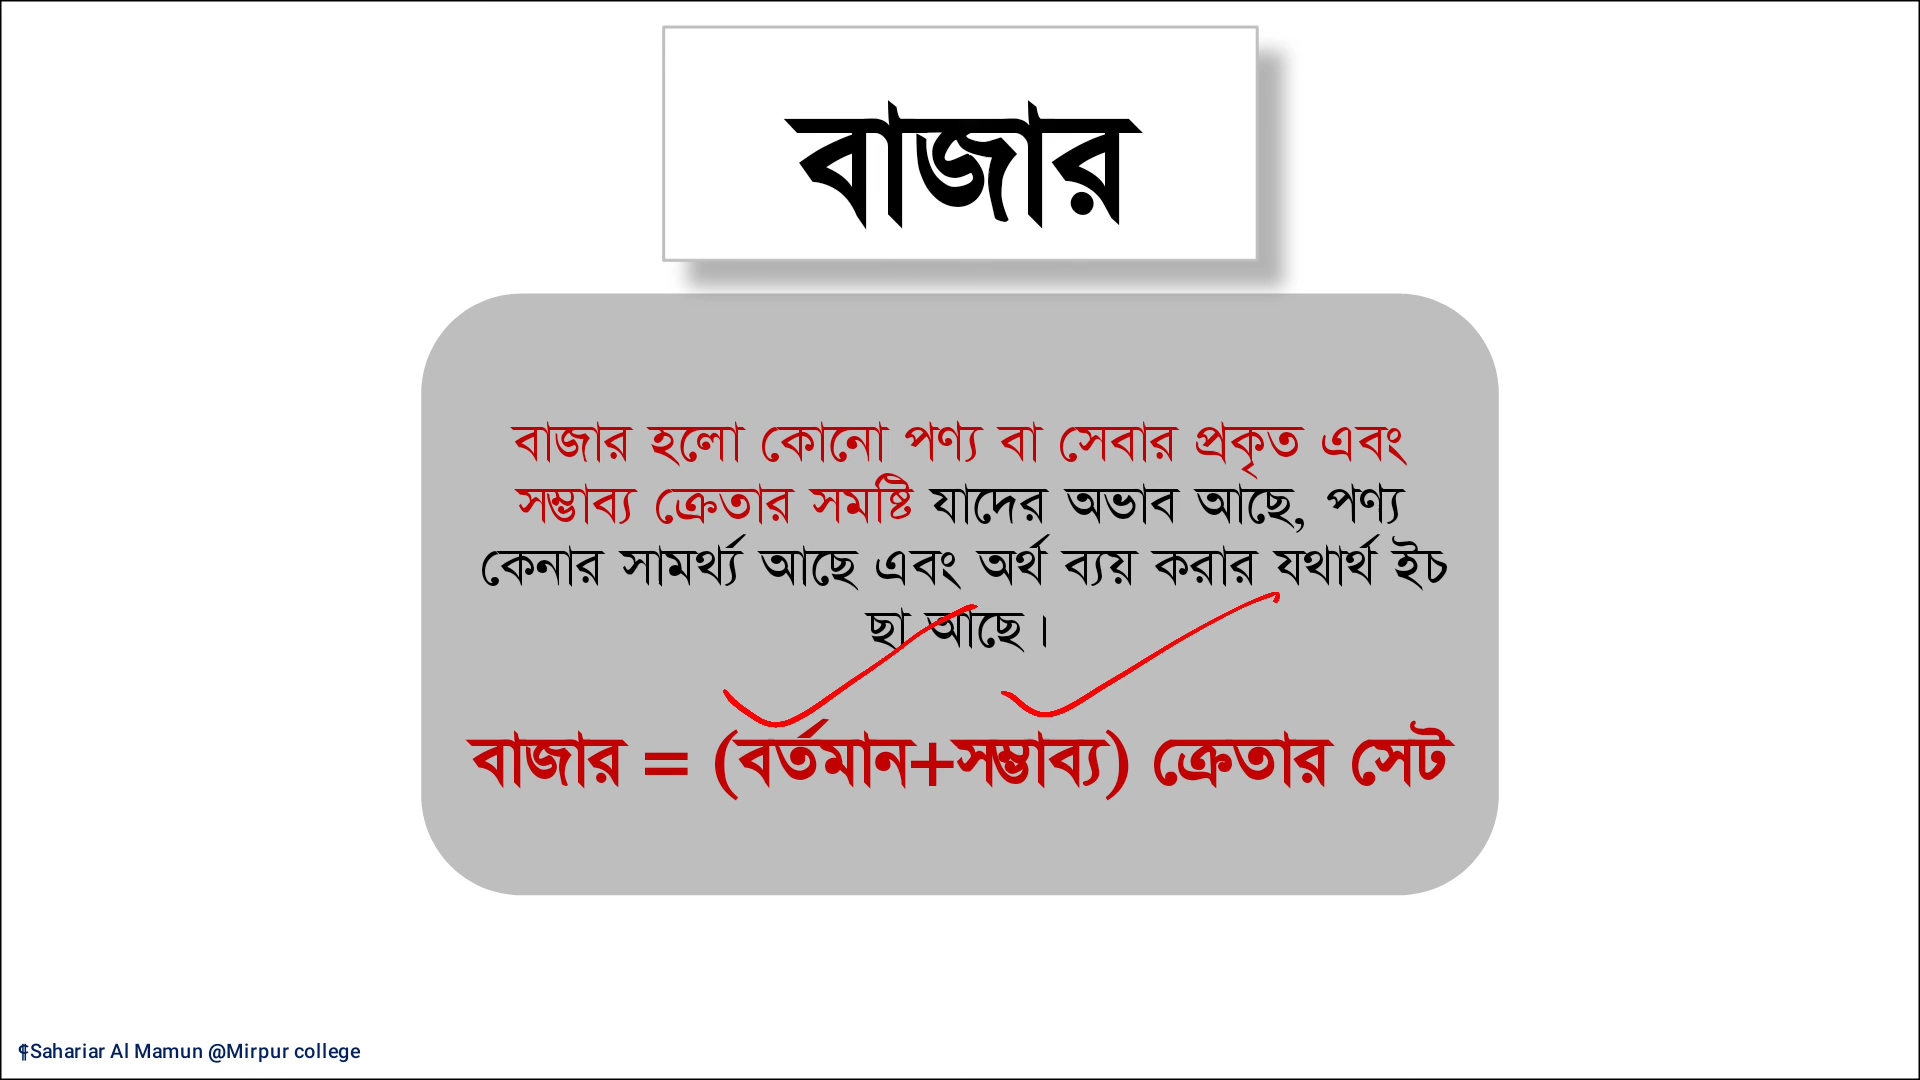 বাজার
বাজার হলো কোনো পণ্য বা সেবার প্রকৃত এবং
সম্ভাব্য ক্রেতার সমষ্টি যাদের অভাব আছে, পণ্য
কেনার সামর্থ্য আছে এবং অর্থ ব্যয় করার যথার্থ ইচ
ছা আছে।
বাজার = (বর্তমান+সম্ভাব্য) ক্রেতার সেট
Sahariar Al Mamun @Mirpur college